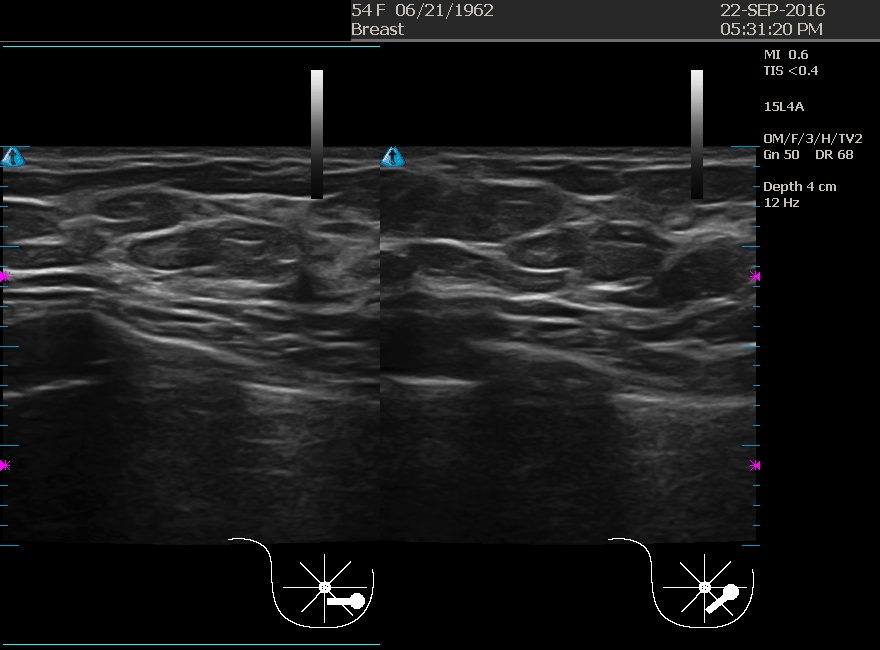 54 F 06/21/1962 22-SEP-2016
Breast 05:31:20 PM
MI 0.6
TIS <0.4
15L4A
OM/F/3/H/TV2
Gn 50 DR 68
Depth 4 cm
12 Hz